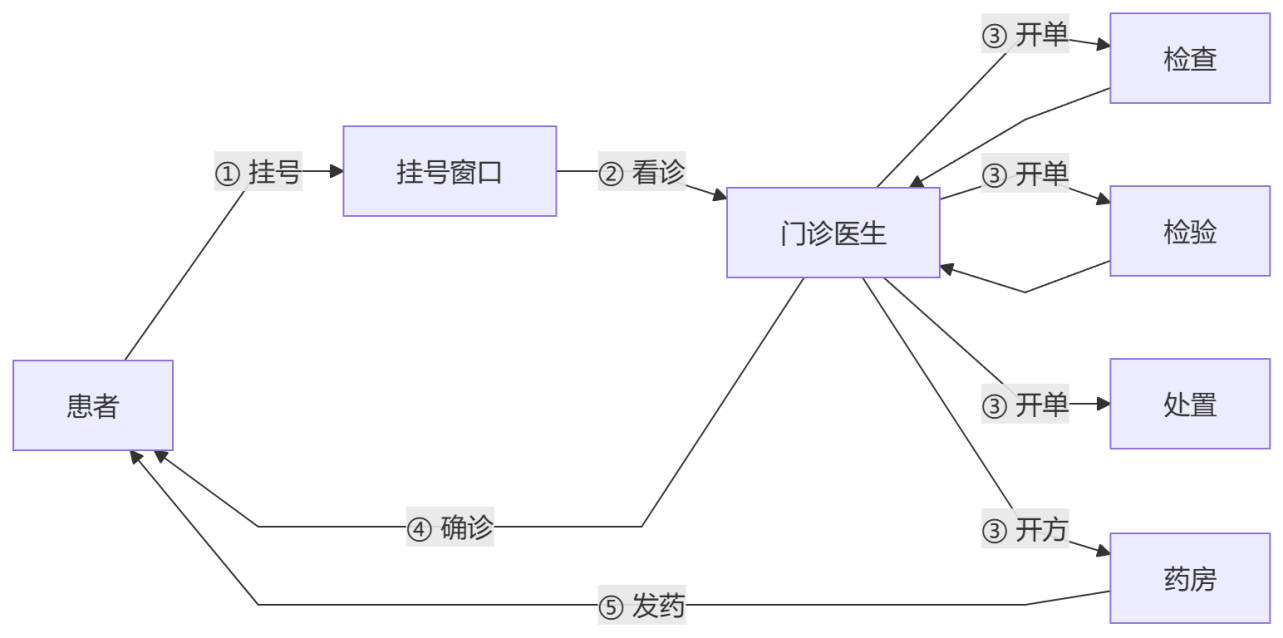 ③ 开单
检查
① 挂号
挂号窗口
② 看诊
③ 开单
门诊医生
检验
患者
③ 开单
处置
④ 确诊
③ 开方
药房
⑤ 发药